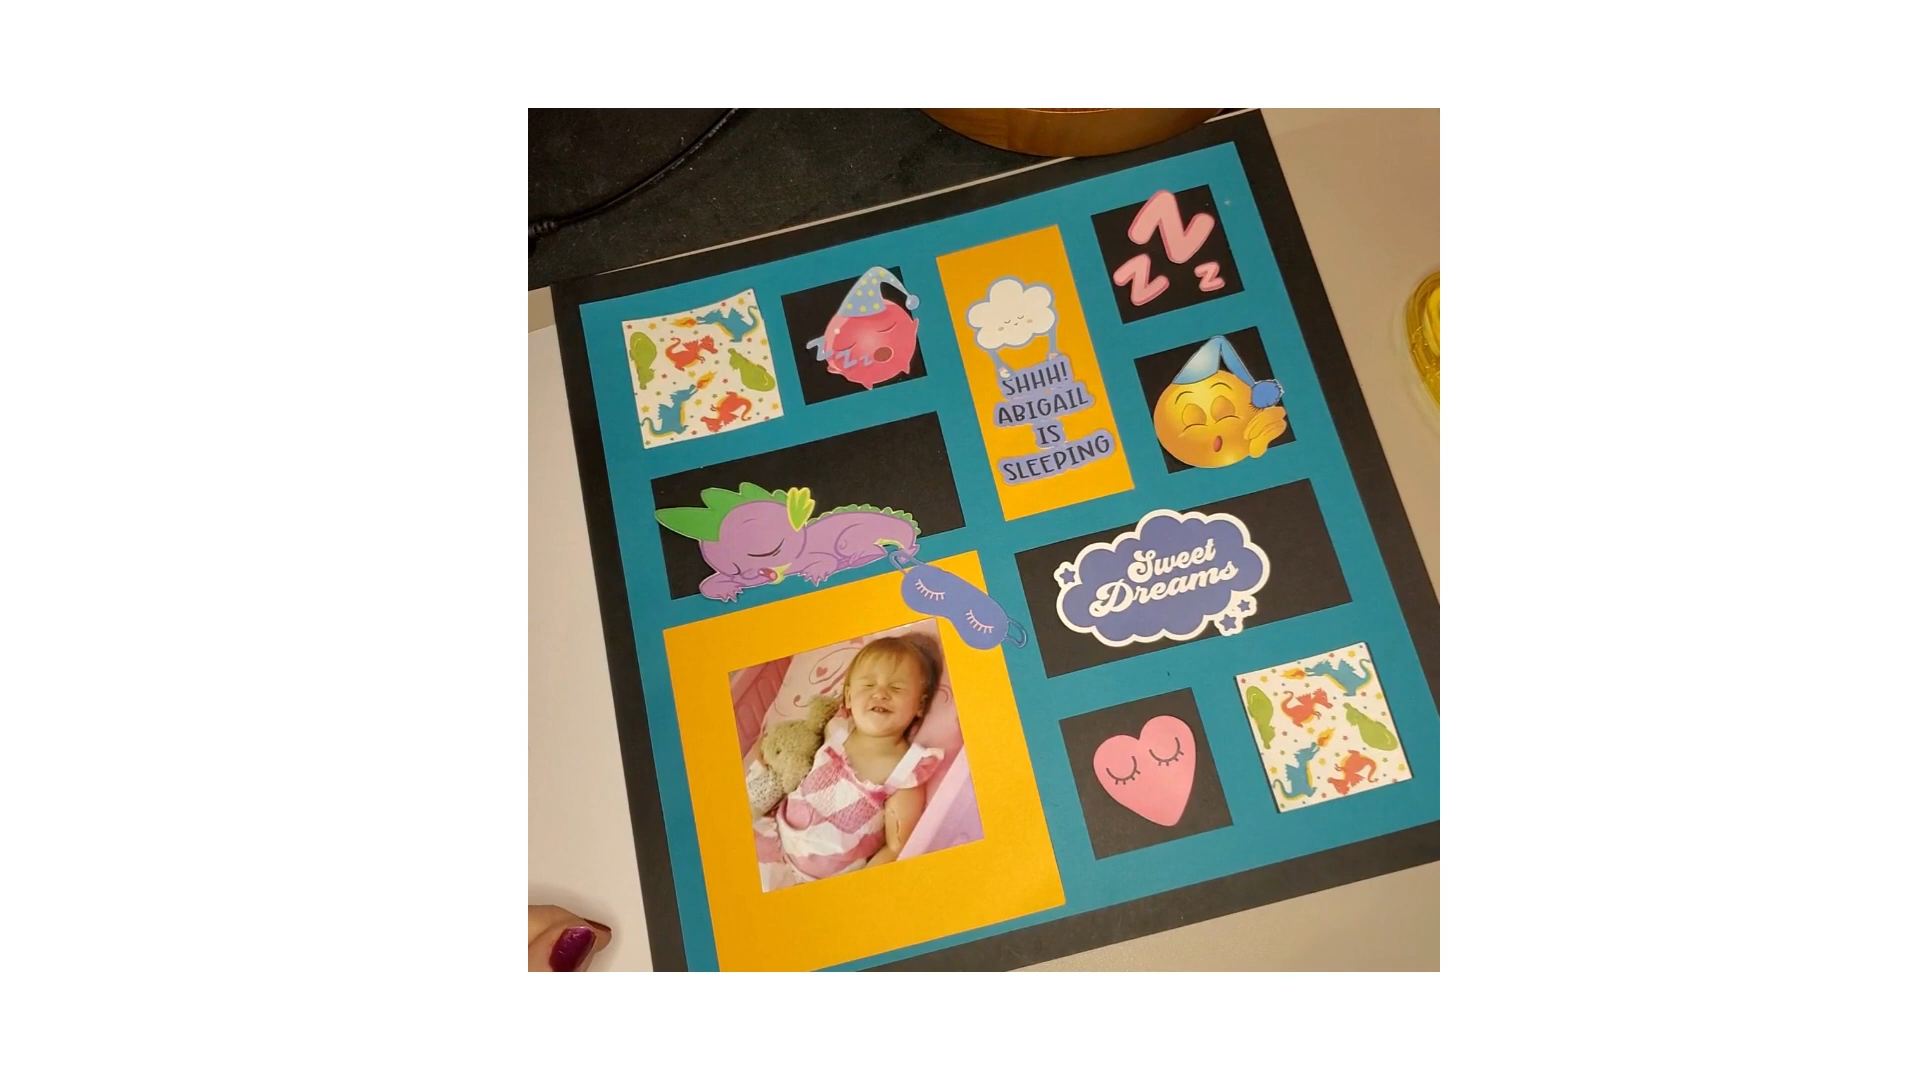 Z Z Z
Z
Z Z
SHHH!
ABIGAIL
IS
SLEEPING
Sweet
Dreams